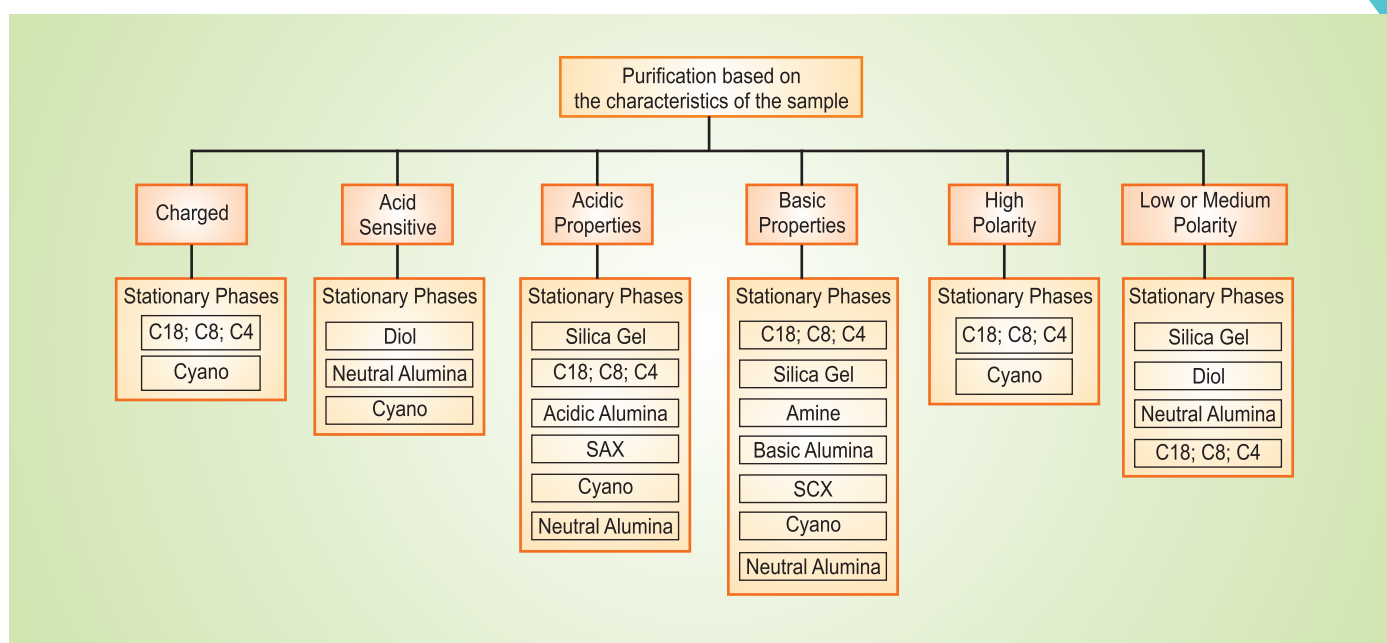 Purification based on
the characteristics of the sample
Charged
Acid
Sensitive
Acidic
Properties
Basic
Properties
High
Polarity
Low or Medium
Polarity
Stationary Phases
C18; C8; C4
Cyano
Stationary Phases
Diol
Neutral Alumina
Cyano
Stationary Phases
Silica Gel
C18; C8; C4
Acidic Alumina
SAX
Cyano
Neutral Alumina
Stationary Phases
C18; C8; C4
Silica Gel
Amine
Basic Alumina
SCX
Cyano
Neutral Alumina
Stationary Phases
C18; C8; C4
Cyano
Stationary Phases
Silica Gel
Diol
Neutral Alumina
C18; C8; C4